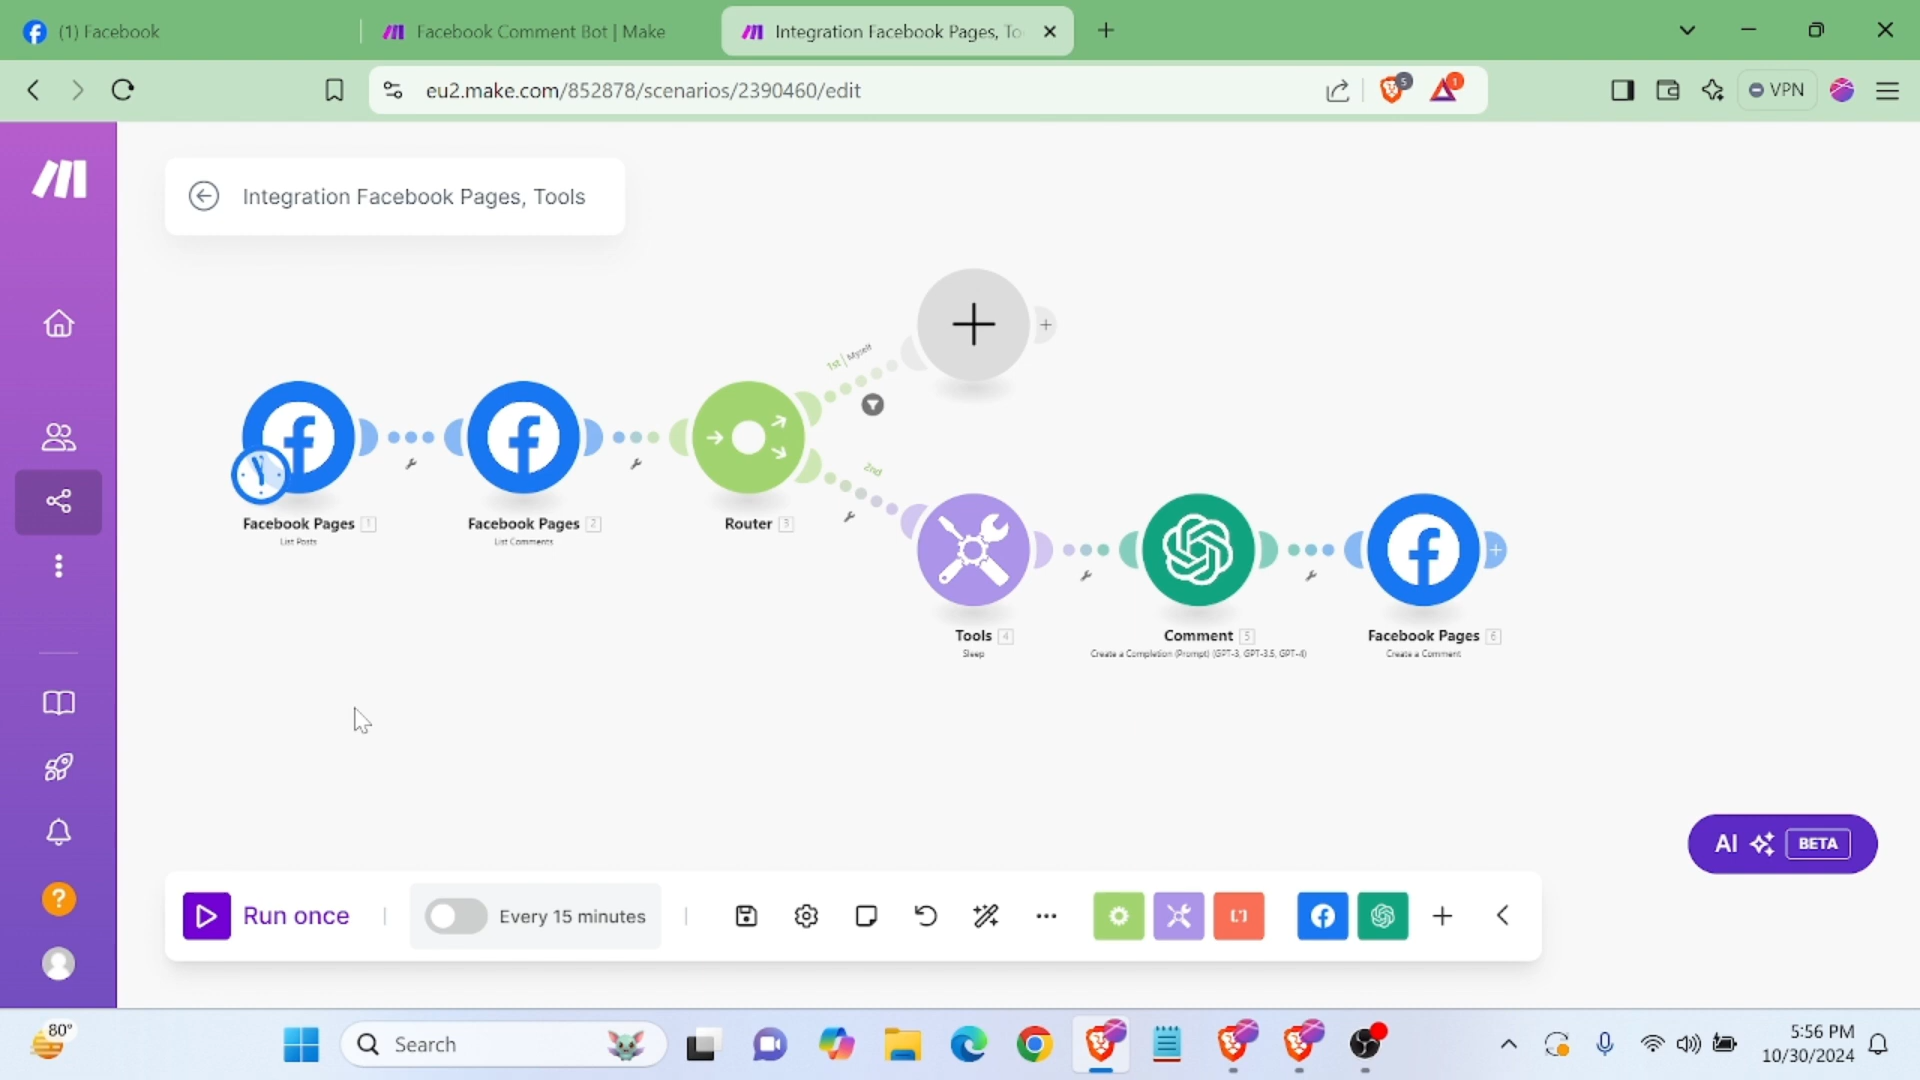 (1) Facebook
Facebook Comment Bot | Make
Integration Facebook Pages, To
eu2.make.com/852878/scenarios/2390460/edit
5
1
VPN
Integration Facebook Pages, Tools
1st | Myself
2nd
Facebook Pages 1
List Posts
Facebook Pages 2
List Comments
Router 3
Tools 4
Sleep
Comment 5
Create a Completion (Prompt) (GPT-3, GPT-3.5, GPT-4)
Facebook Pages 6
Create a Comment
AI BETA
?
Run once
Every 15 minutes
80°
Search
5:56 PM
10/30/2024